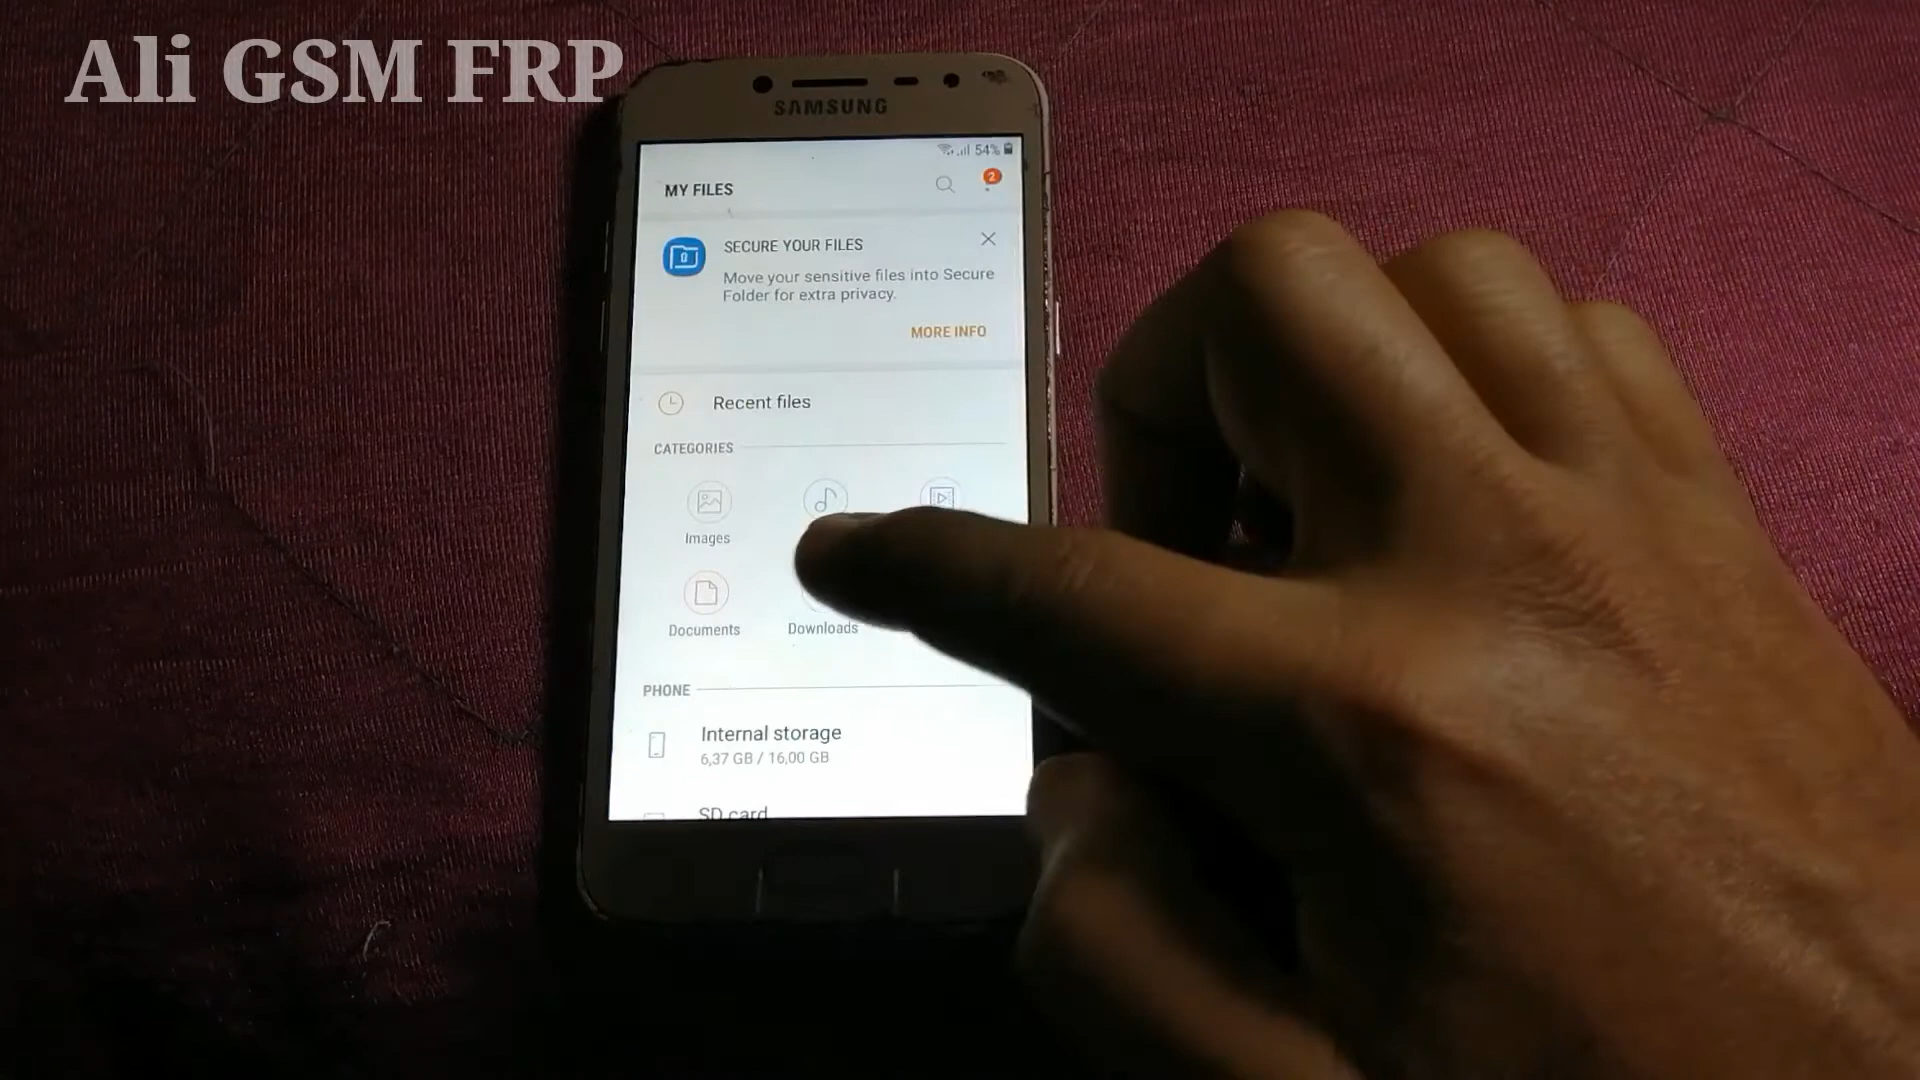 Ali GSM FRP
SAMSUNG
54%
MY FILES
2
SECURE YOUR FILES
Move your sensitive files into Secure
Folder for extra privacy.
MORE INFO
Recent files
CATEGORIES
Images
Documents
Downloads
PHONE
Internal storage
6,37 GB / 16,00 GB
SD card